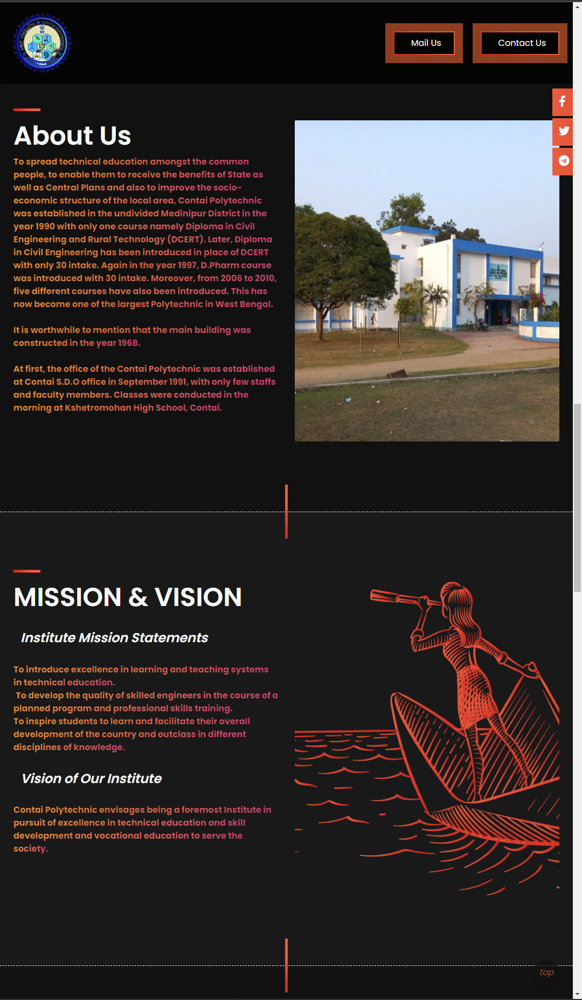 CONTAI POLYTECHNIC
of West
Mail Us
Contact Us
About Us
To spread technical education amongst the common
people, to enable them to receive the benefits of State as
well as Central Plans and also to improve the socio-
economic structure of the local area, Contai Polytechnic
was established in the undivided Medinipur District in the
year 1990 with only one course namely Diploma in Civil
Engineering and Rural Technology (DCERT). Later, Diploma
in Civil Engineering has been introduced in place of DCERT
with only 30 intake. Again in the year 1997, D.Pharm course
was introduced with 30 intake. Moreover, from 2006 to 2010,
five different courses have also been introduced. This has
now become one of the largest Polytechnic in West Bengal.
It is worthwhile to mention that the main building was
constructed in the year 1968.
At first, the office of the Contai Polytechnic was established
at Contai S.D.O office in September 1991, with only few staffs
and faculty members. Classes were conducted in the
morning at Kshetromohan High School, Contai.
CONTAI POLYTECHNIC
MISSION & VISION
Institute Mission Statements
To introduce excellence in learning and teaching systems
in technical education.
To develop the quality of skilled engineers in the course of a
planned program and professional skills training.
To inspire students to learn and facilitate their overall
development of the country and outclass in different
disciplines of knowledge.
Vision of Our Institute
Contai Polytechnic envisages being a foremost Institute in
pursuit of excellence in technical education and skill
development and vocational education to serve the
society.
top